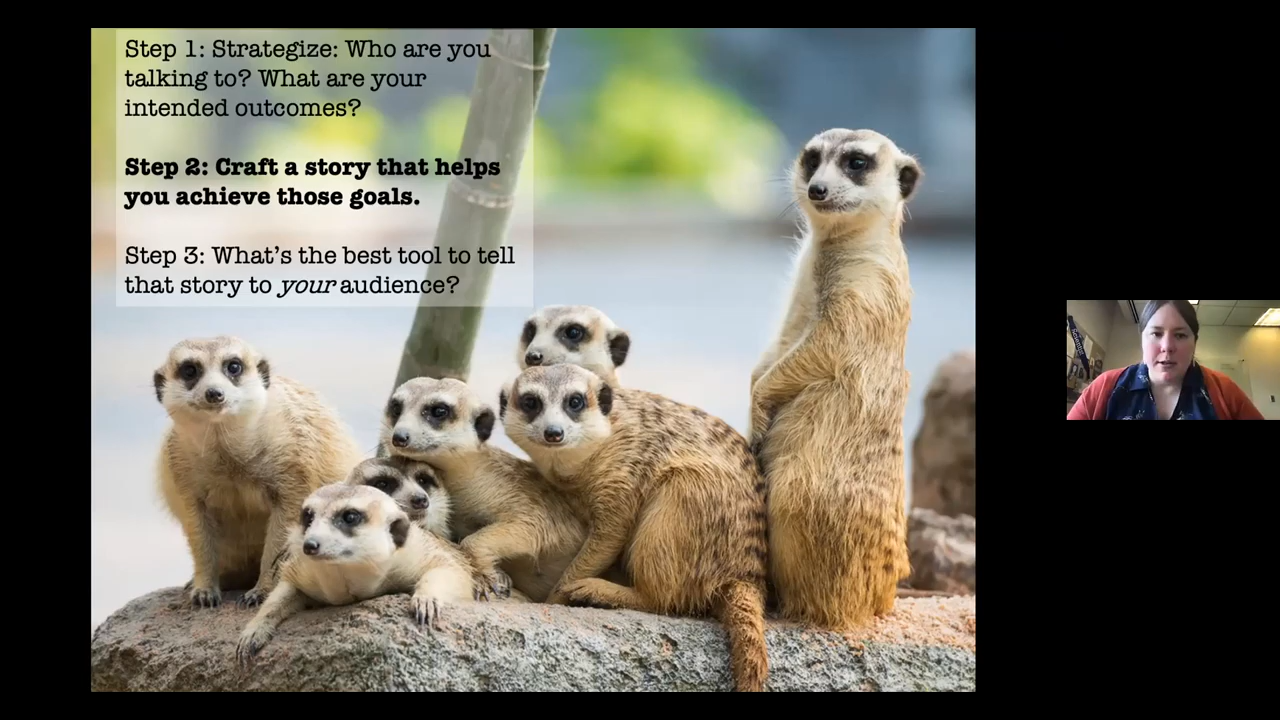 Step 1: Strategize: Who are you
talking to? What are your
intended outcomes?
Step 2: Craft a story that helps
you achieve those goals.
Step 3: What’s the best tool to tell
that story to your audience?